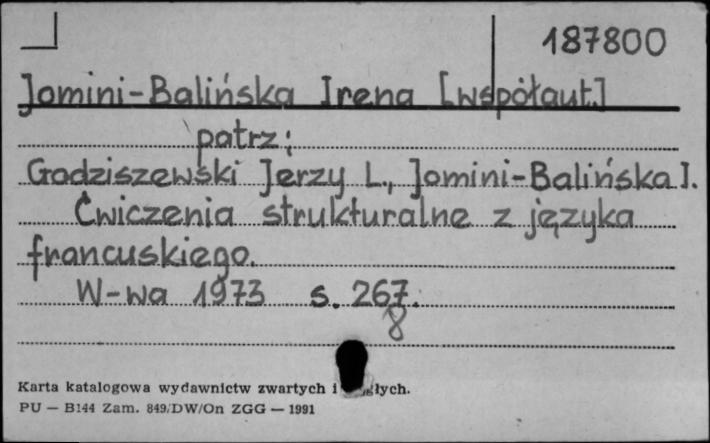 187800
Jomini-Balińska Irena [współaut.]
patrz:
Godziszewski Jerzy L., Jomini-Balińska I.
Ćwiczenia strukturalne z języka
francuskiego.
W-wa 1973 s. 267.
8
Karta katalogowa wydawnictw zwartych i
PU — B144 Zam. 849/DW/On ZGG — 1991